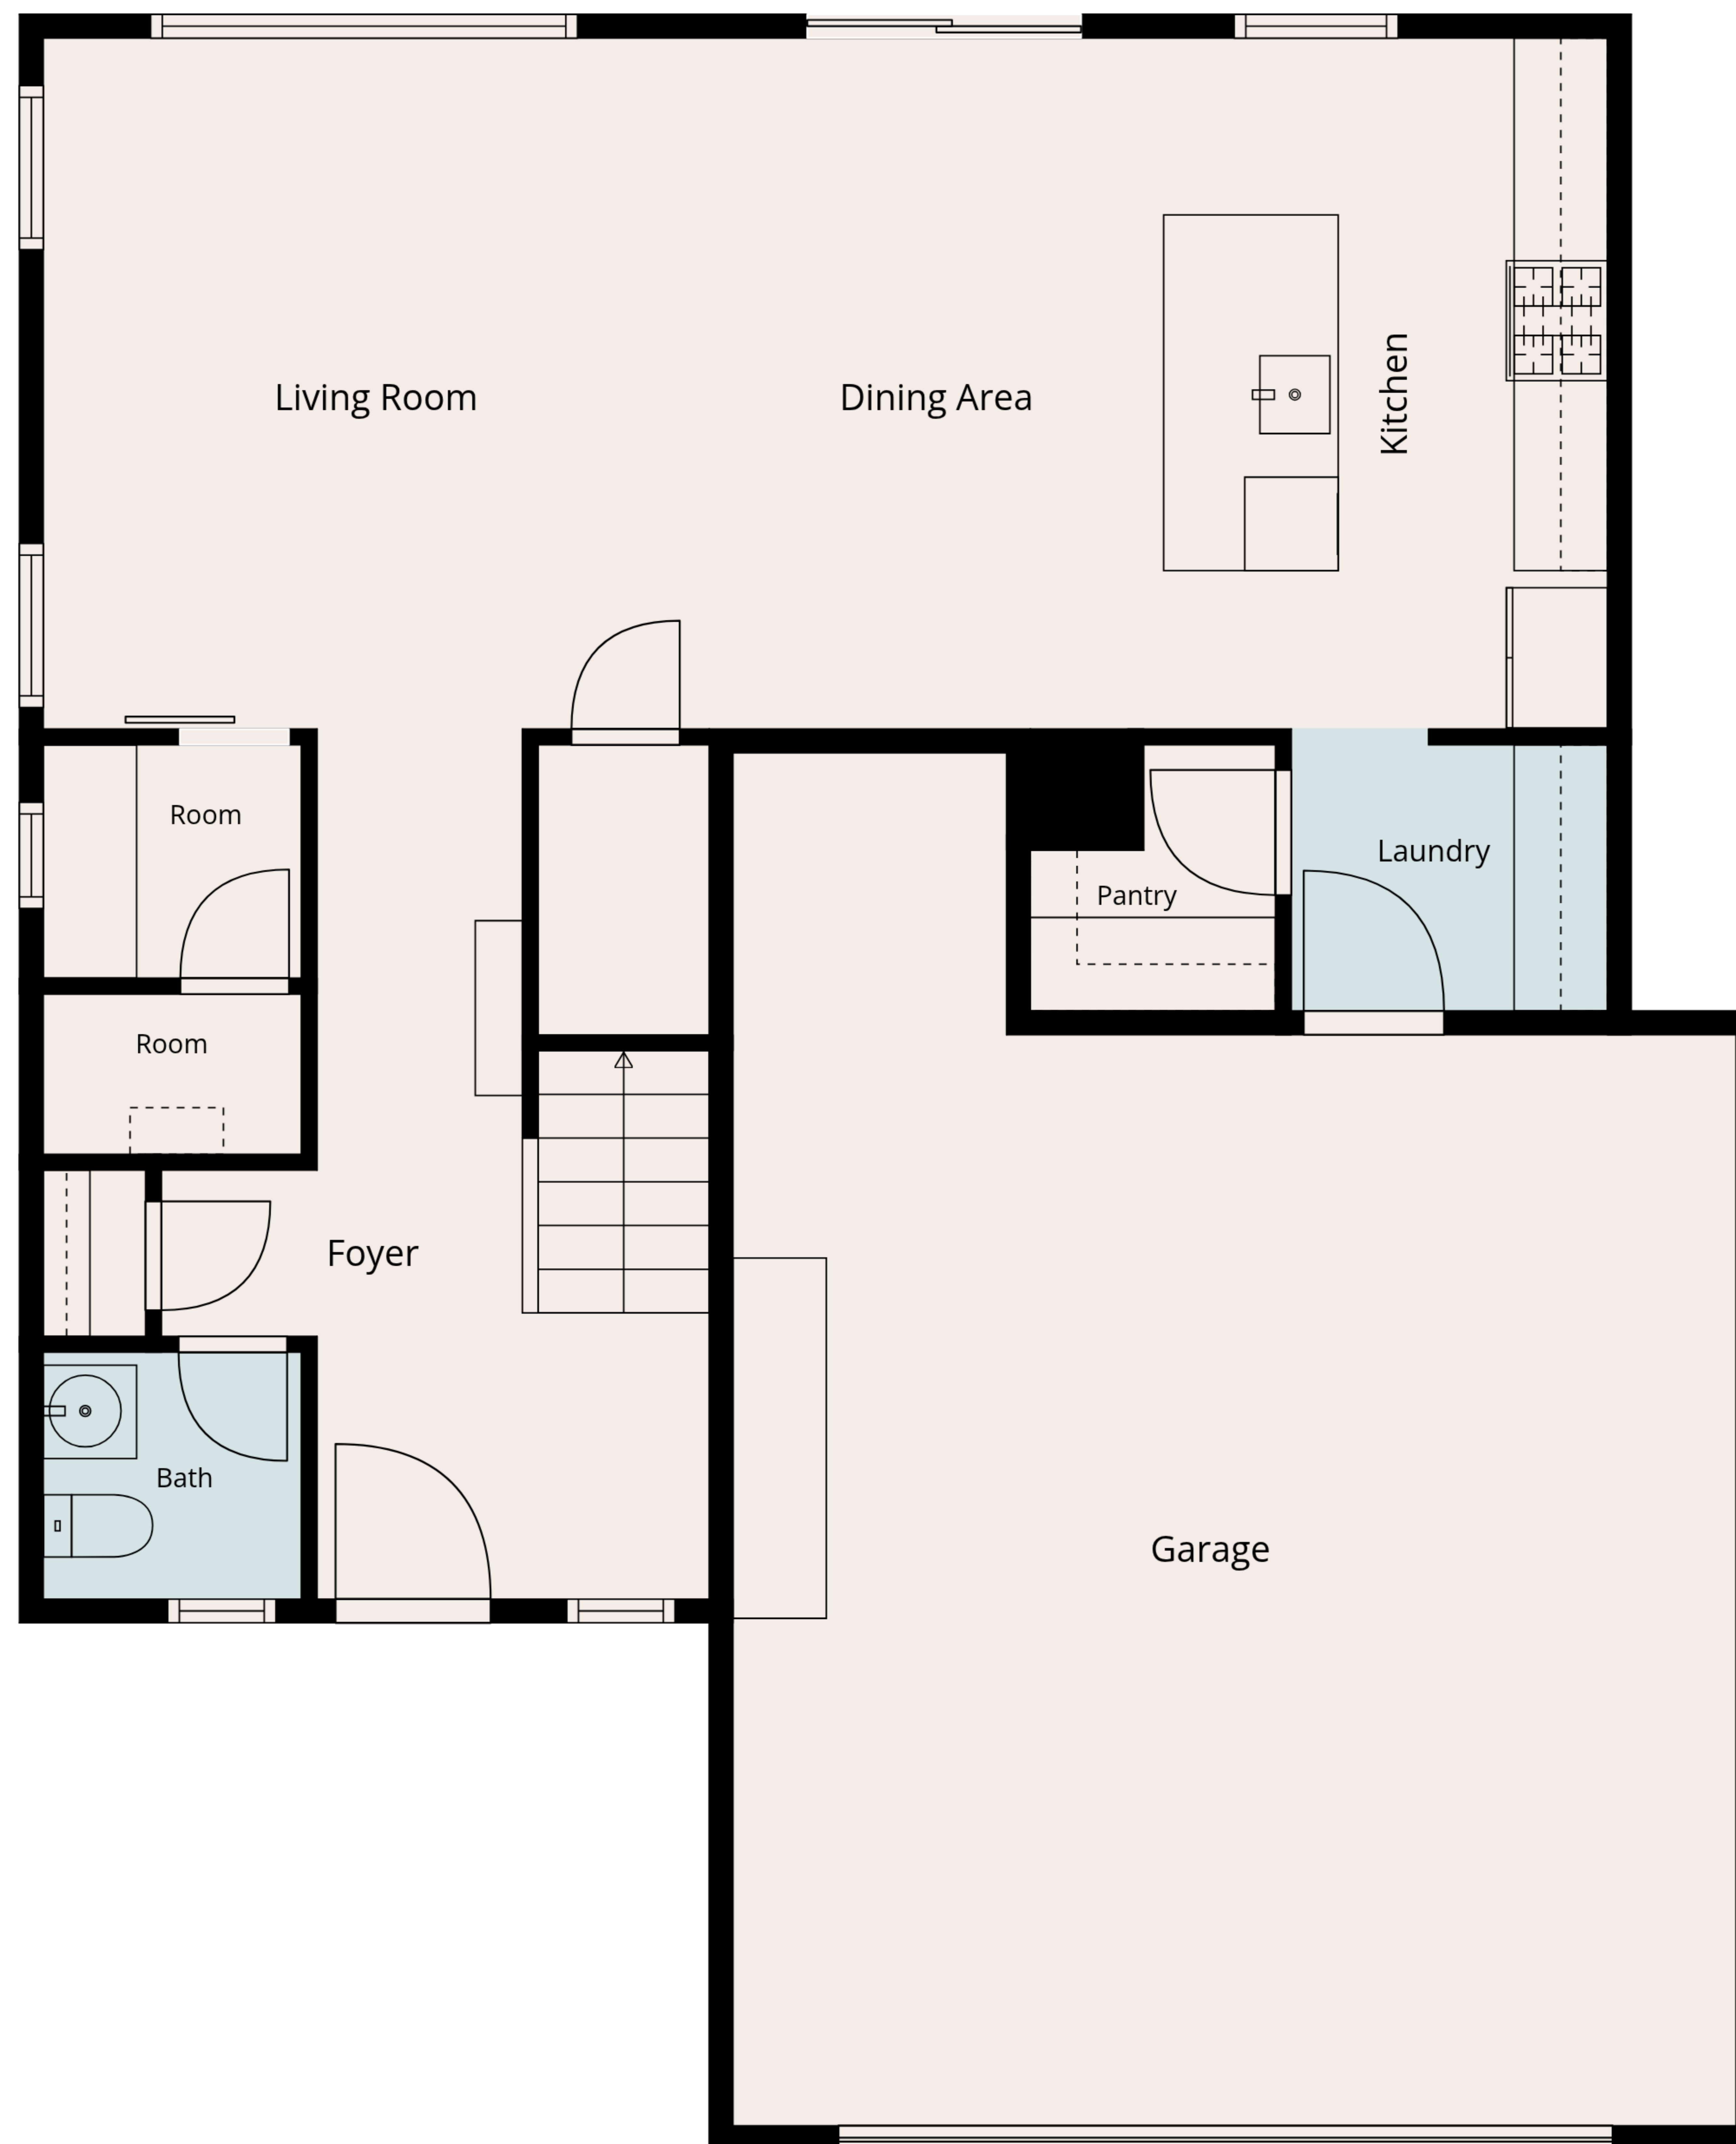 Living Room
Dining Area
Kitchen
Room
Laundry
Pantry
Room
Foyer
Bath
Garage